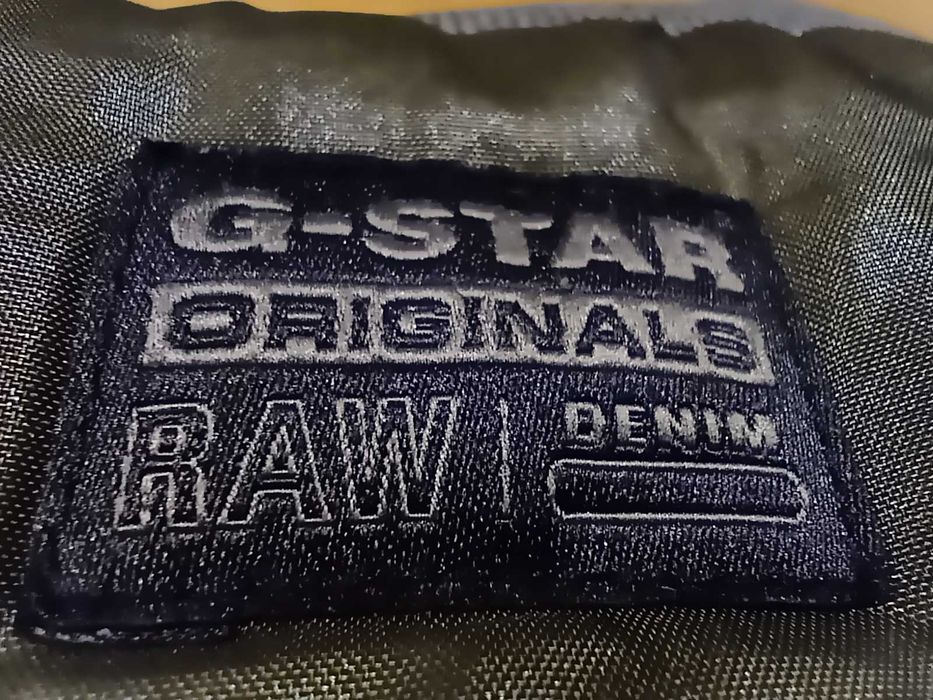 G-STAR
ORIGINALS
RAW | DENIM